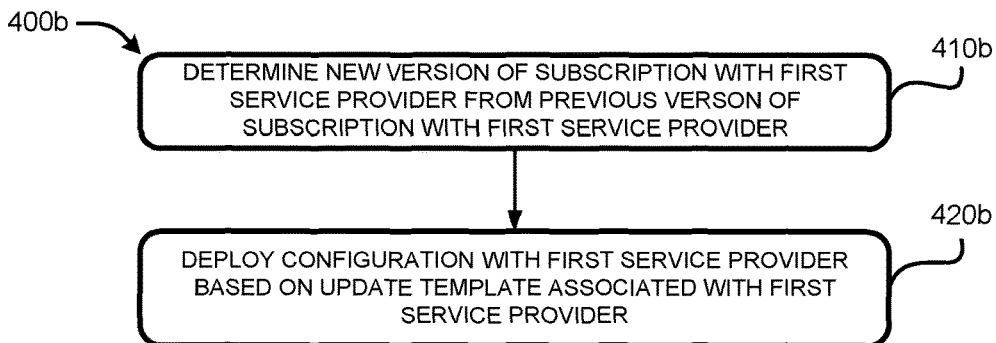 400b
DETERMINE NEW VERSION OF SUBSCRIPTION WITH FIRST
SERVICE PROVIDER FROM PREVIOUS VERSON OF
SUBSCRIPTION WITH FIRST SERVICE PROVIDER
410b
DEPLOY CONFIGURATION WITH FIRST SERVICE PROVIDER
BASED ON UPDATE TEMPLATE ASSOCIATED WITH FIRST
SERVICE PROVIDER
420b